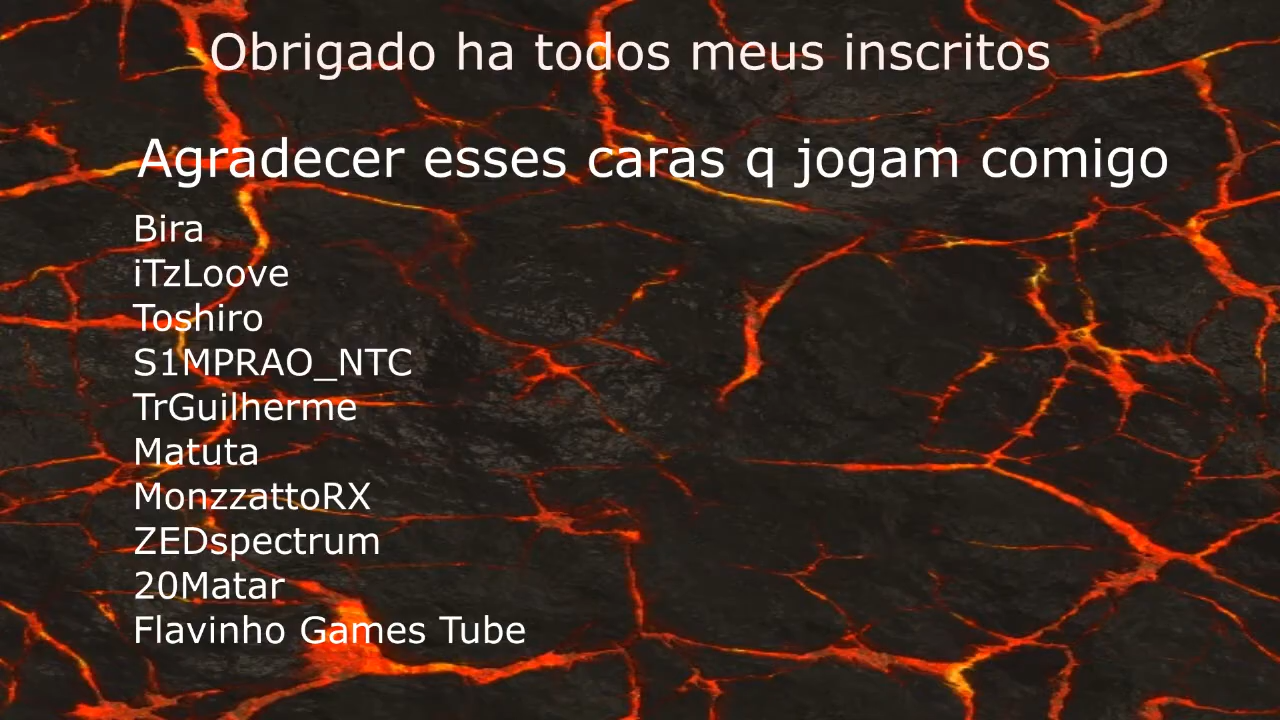 Obrigado ha todos meus inscritos
Agradecer esses caras q jogam comigo
Bira
iTzLoove
Toshiro
S1MPRAO_NTC
TrGuilherme
Matuta
MonzzattoRX
ZEDspectrum
20Matar
Flavinho Games Tube